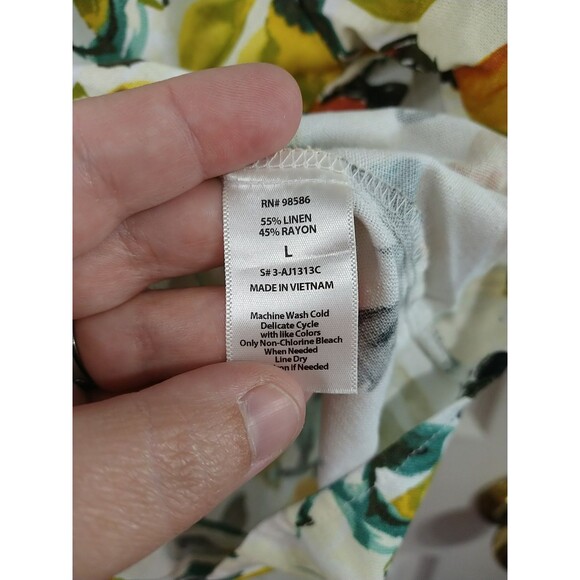 RN# 98586
55% LINEN
45% RAYON
L
S# 3-AJ1313C
MADE IN VIETNAM
Machine Wash Cold
Delicate Cycle
with like Colors
Only Non-Chlorine Bleach
When Needed
Line Dry
if Needed